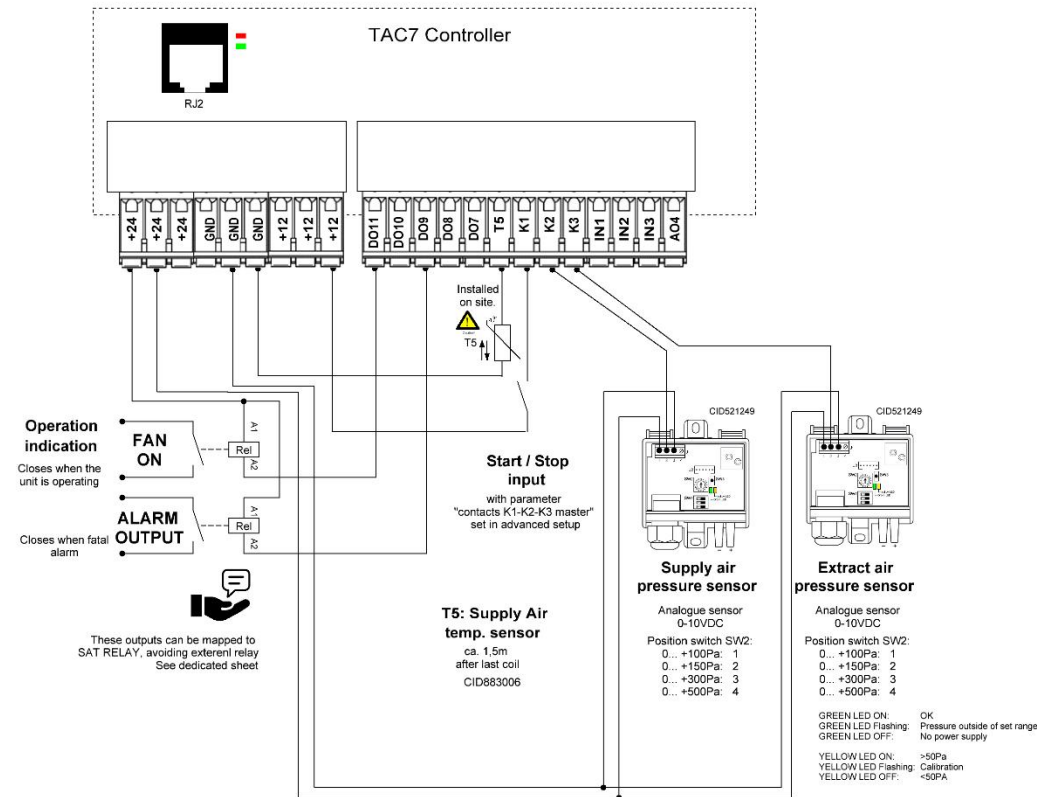 TAC7 Controller
RJ2
+24
+24
+24
GND
GND
GND
+12
+12
+12
DO11
DO10
DO9
DO8
DO7
T5
K1
K2
K3
IN1
IN2
IN3
AO4
Installed
on site.
T5
CID521249
CID521249
Operation
indication
Closes when the
unit is operating
FAN
ON
A1
Rel
A2
ALARM
OUTPUT
Closes when fatal
alarm
A1
Rel
A2
Start / Stop
input
with parameter
"contacts K1-K2-K3 master"
set in advanced setup
These outputs can be mapped to
SAT RELAY, avoiding exterenl relay
See dedicated sheet
T5: Supply Air
temp. sensor
ca. 1,5m
after last coil
CID883006
Supply air
pressure sensor
Analogue sensor
0-10VDC
Position switch SW2:
0... +100Pa: 1
0... +150Pa: 2
0... +300Pa: 3
0... +500Pa: 4
Extract air
pressure sensor
Analogue sensor
0-10VDC
Position switch SW2:
0... +100Pa: 1
0... +150Pa: 2
0... +300Pa: 3
0... +500Pa: 4
GREEN LED ON: OK
GREEN LED Flashing: Pressure outside of set range
GREEN LED OFF: No power supply
YELLOW LED ON: >50Pa
YELLOW LED Flashing: Calibration
YELLOW LED OFF: <50PA